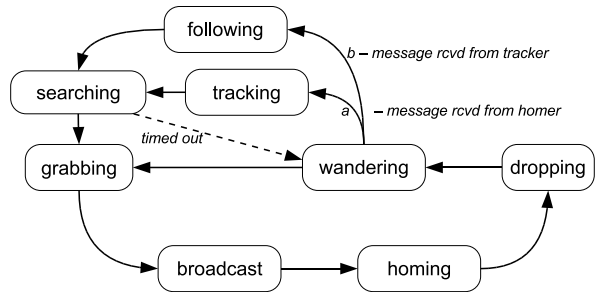 following
b – message rcvd from tracker
searching
tracking
a – message rcvd from homer
timed out
grabbing
wandering
dropping
broadcast
homing